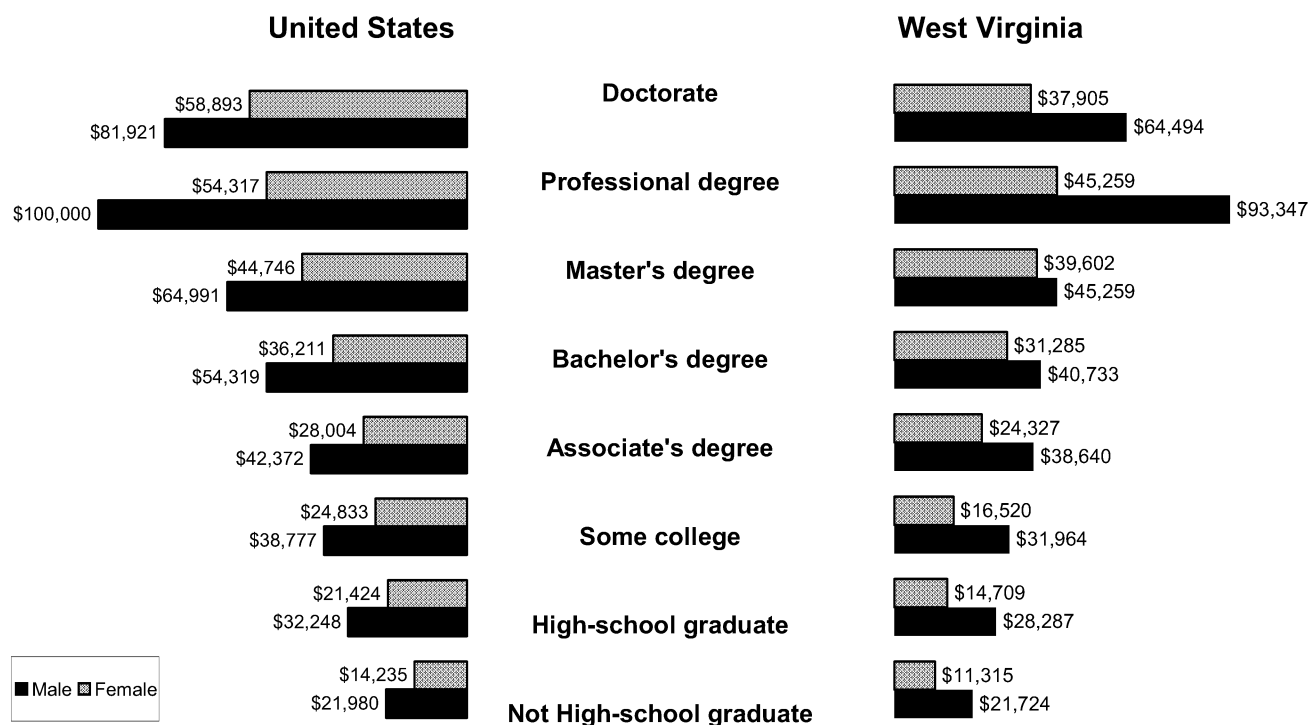 United States
West Virginia
Doctorate
$58,893
$37,905
$81,921
$64,494
Professional degree
$54,317
$45,259
$100,000
$93,347
Master's degree
$44,746
$39,602
$64,991
$45,259
Bachelor's degree
$36,211
$31,285
$54,319
$40,733
Associate's degree
$28,004
$24,327
$42,372
$38,640
Some college
$24,833
$16,520
$38,777
$31,964
High-school graduate
$21,424
$14,709
$32,248
$28,287
Not High-school graduate
$14,235
$11,315
$21,980
$21,724
Male Female